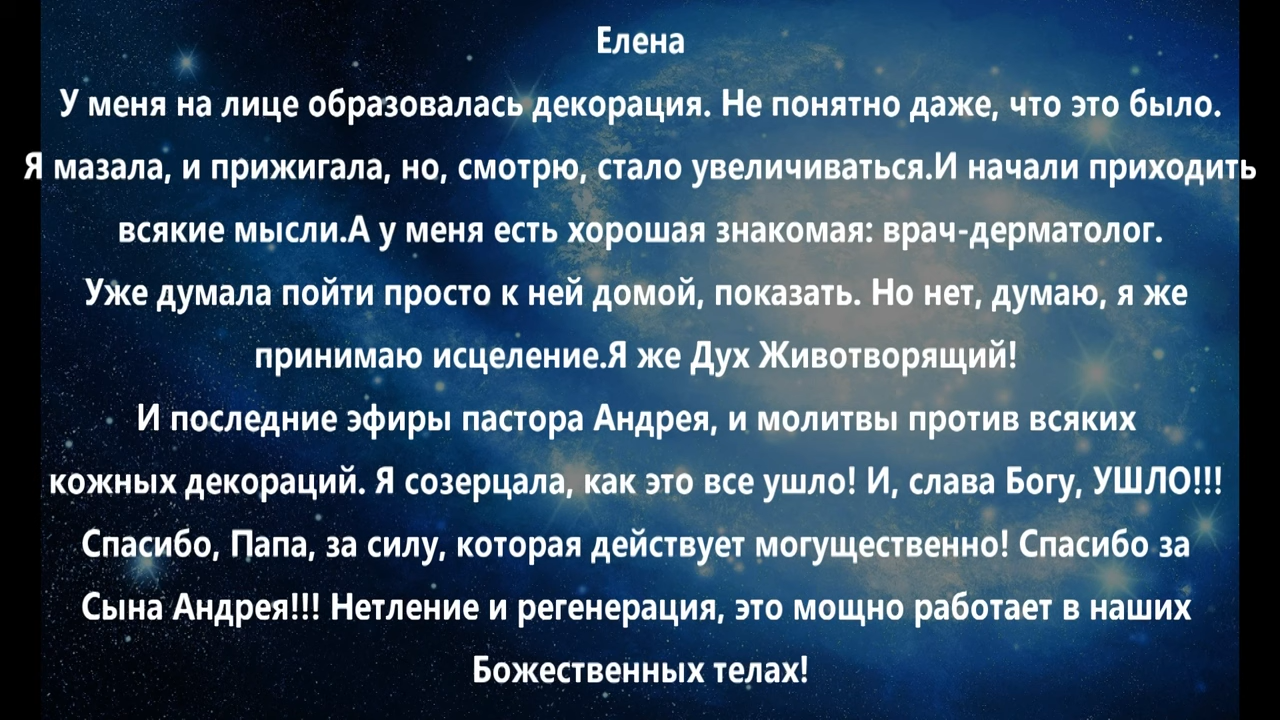 Елена
У меня на лице образовалась декорация. Не понятно даже, что это было.
Я мазала, и прижигала, но, смотрю, стало увеличиваться.И начали приходить
всякие мысли.А у меня есть хорошая знакомая: врач-дерматолог.
Уже думала пойти просто к ней домой, показать. Но нет, думаю, я же
принимаю исцеление.Я же Дух Животворящий!
И последние эфиры пастора Андрея, и молитвы против всяких
кожных декораций. Я созерцала, как это все ушло! И, слава Богу, УШЛО!!!
Спасибо, Папа, за силу, которая действует могущественно! Спасибо за
Сына Андрея!!! Нетление и регенерация, это мощно работает в наших
Божественных телах!